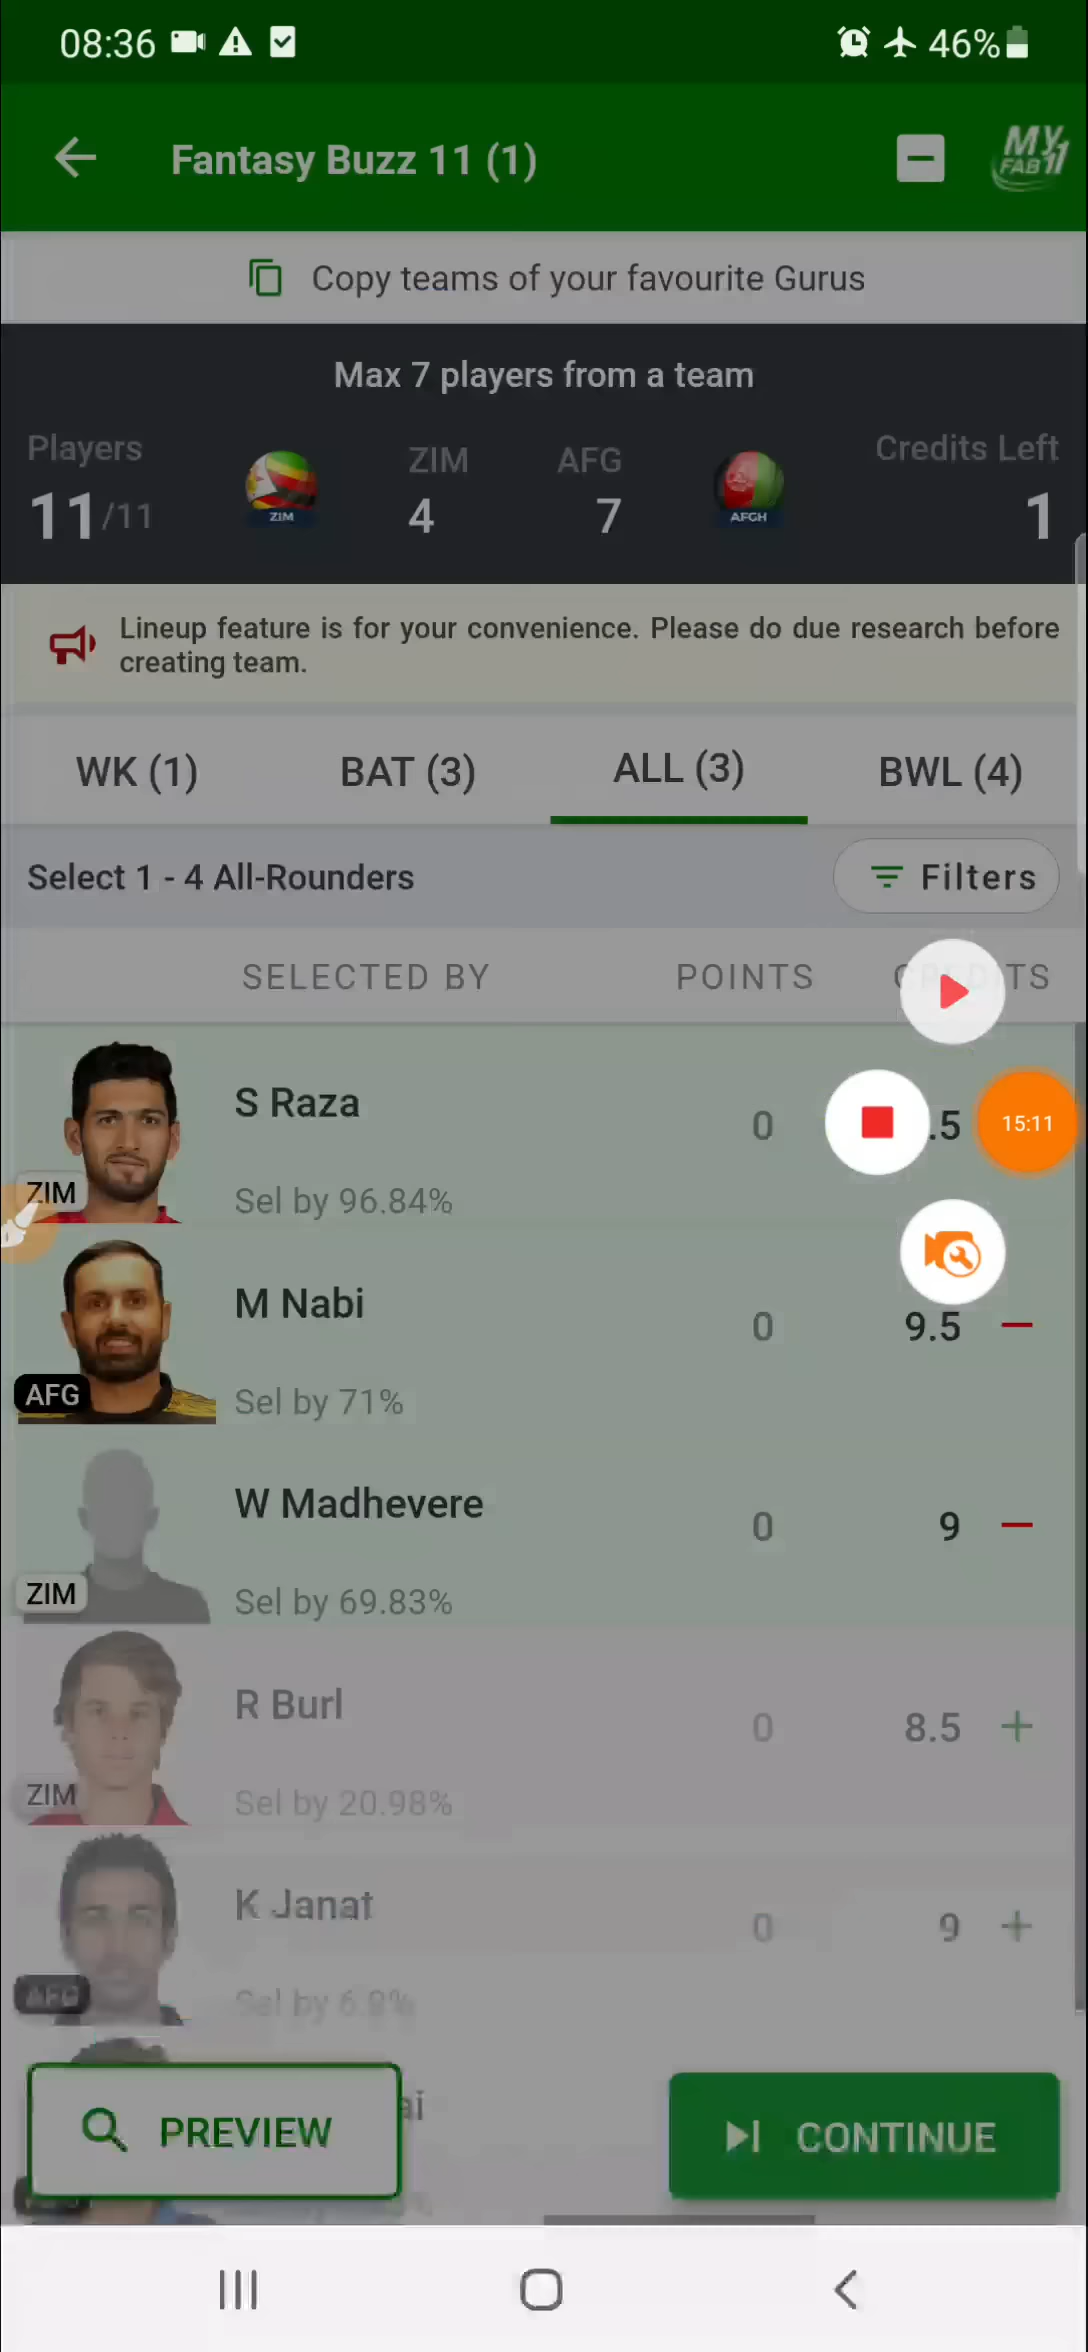 08:36
46%
Fantasy Buzz 11 (1)
MY
FAB11
Copy teams of your favourite Gurus
Max 7 players from a team
Players
ZIM
AFG
Credits Left
11/11
ZIM
4
7
AFGH
1
Lineup feature is for your convenience. Please do due research before
creating team.
WK (1)
BAT (3)
ALL (3)
BWL (4)
Select 1 - 4 All-Rounders
Filters
SELECTED BY
POINTS
CREDITS
S Raza
0
.5
15:11
ZIM
Sel by 96.84%
M Nabi
0
9.5
AFG
Sel by 71%
W Madhevere
0
9
ZIM
Sel by 69.83%
R Burl
0
8.5
ZIM
Sel by 20.98%
K Janat
0
9
AFG
PREVIEW
ai
CONTINUE